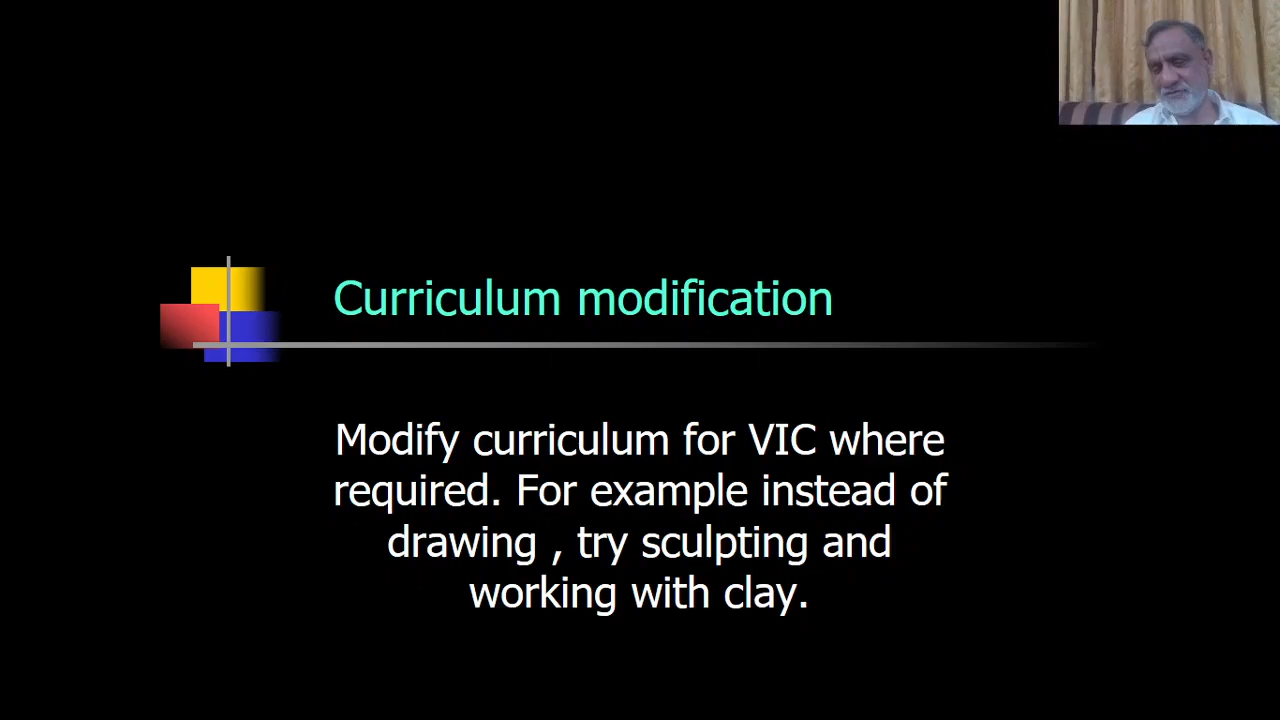 Curriculum modification
Modify curriculum for VIC where
required. For example instead of
drawing , try sculpting and
working with clay.